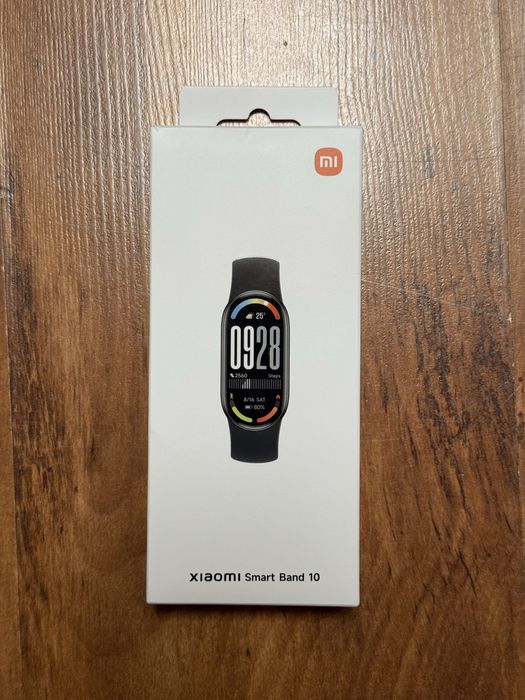 mi
25°
0928
2560 Steps
8/16 SAT
80%
xiaomi Smart Band 10